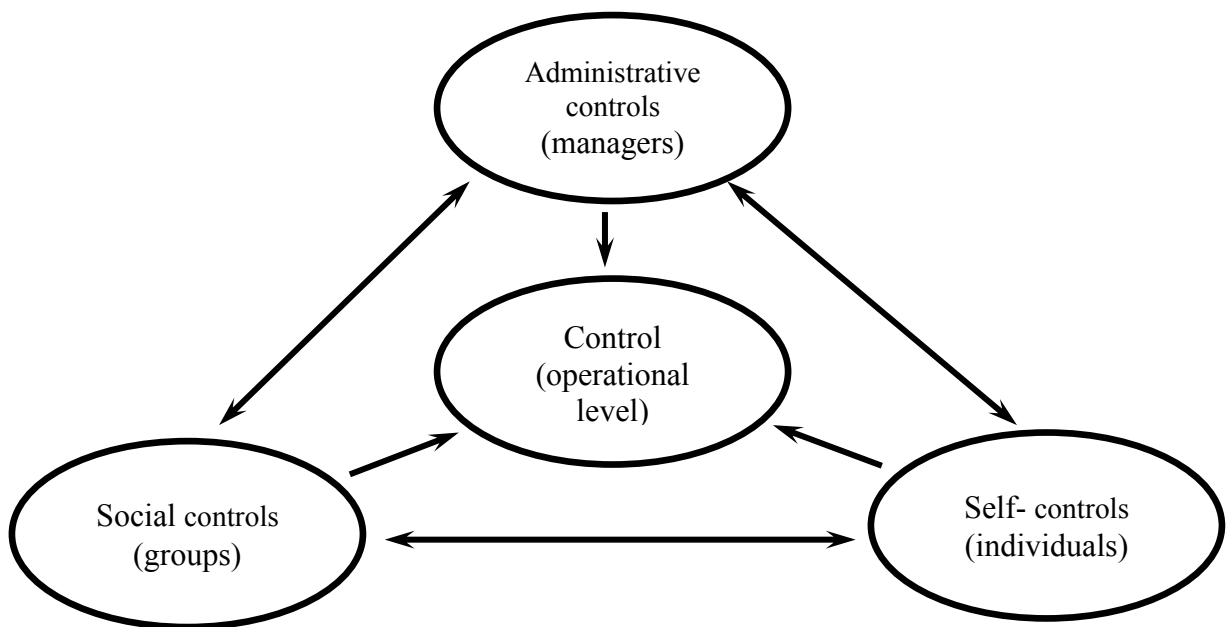 Administrative
controls
(managers)
Control
(operational
level)
Social controls
(groups)
Self- controls
(individuals)